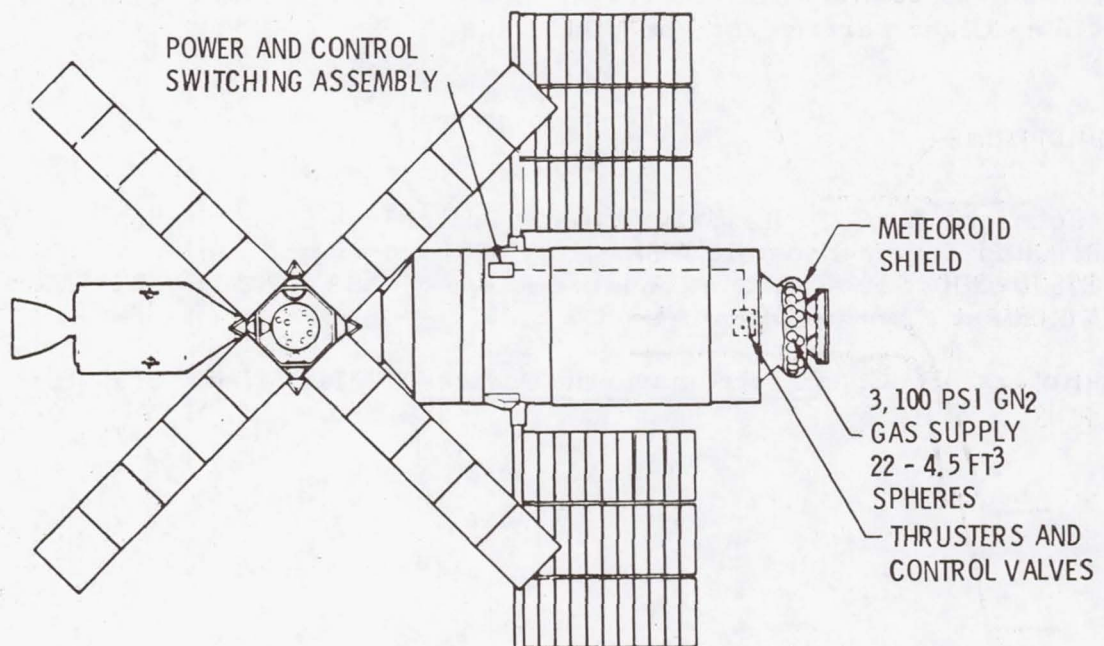 POWER AND CONTROL
SWITCHING ASSEMBLY
METEOROID
SHIELD
3,100 PSI GN2
GAS SUPPLY
22 - 4.5 FT3
SPHERES
THRUSTERS AND
CONTROL VALVES